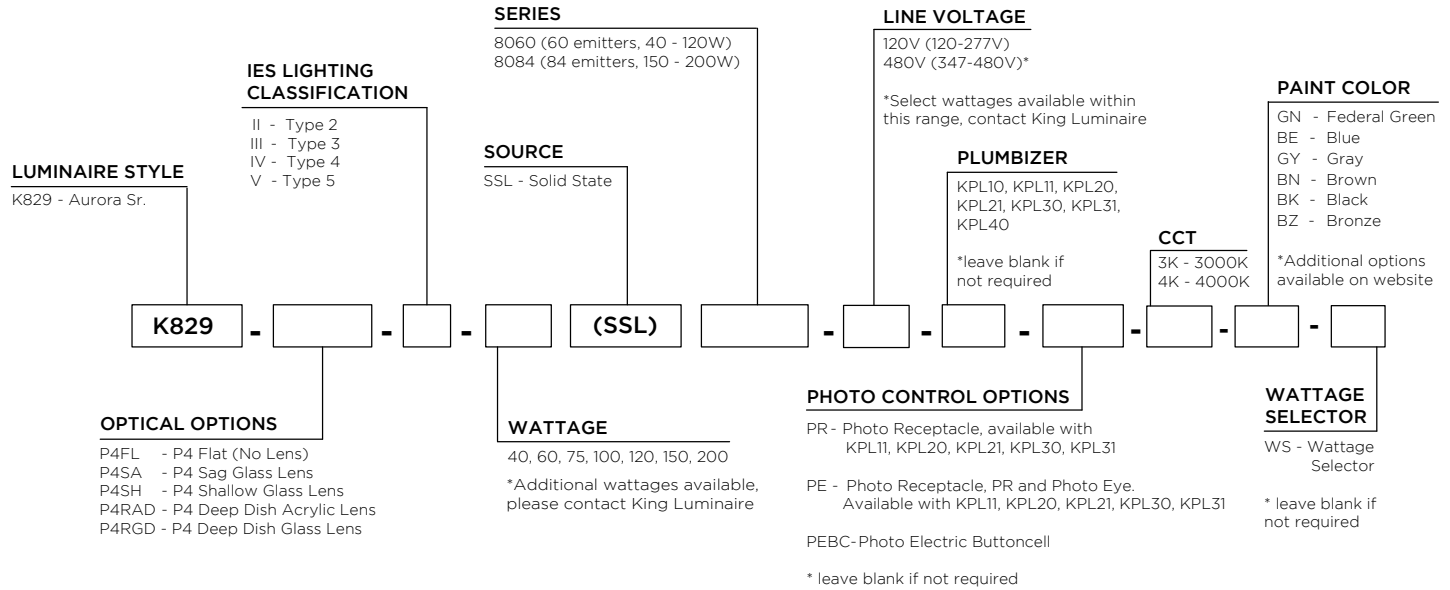 SERIES
8060 (60 emitters, 40 - 120W)
8084 (84 emitters, 150 - 200W)
LINE VOLTAGE
120V (120-277V)
480V (347-480V)*
*Select wattages available within
this range, contact King Luminaire
IES LIGHTING
CLASSIFICATION
II - Type 2
III - Type 3
IV - Type 4
V - Type 5
PAINT COLOR
GN - Federal Green
BE - Blue
GY - Gray
BN - Brown
BK - Black
BZ - Bronze
*Additional options
available on website
LUMINAIRE STYLE
K829 - Aurora Sr.
SOURCE
SSL - Solid State
PLUMBIZER
KPL10, KPL11, KPL20,
KPL21, KPL30, KPL31,
KPL40
*leave blank if
not required
CCT
3K - 3000K
4K - 4000K
K829 - - - (SSL) - - - - - -
OPTICAL OPTIONS
P4FL - P4 Flat (No Lens)
P4SA - P4 Sag Glass Lens
P4SH - P4 Shallow Glass Lens
P4RAD - P4 Deep Dish Acrylic Lens
P4RGD - P4 Deep Dish Glass Lens
WATTAGE
40, 60, 75, 100, 120, 150, 200
*Additional wattages available,
please contact King Luminaire
PHOTO CONTROL OPTIONS
PR - Photo Receptacle, available with
KPL11, KPL20, KPL21, KPL30, KPL31
PE - Photo Receptacle, PR and Photo Eye.
Available with KPL11, KPL20, KPL21, KPL30, KPL31
PEBC-Photo Electric Buttoncell
* leave blank if not required
WATTAGE
SELECTOR
WS - Wattage
Selector
* leave blank if
not required